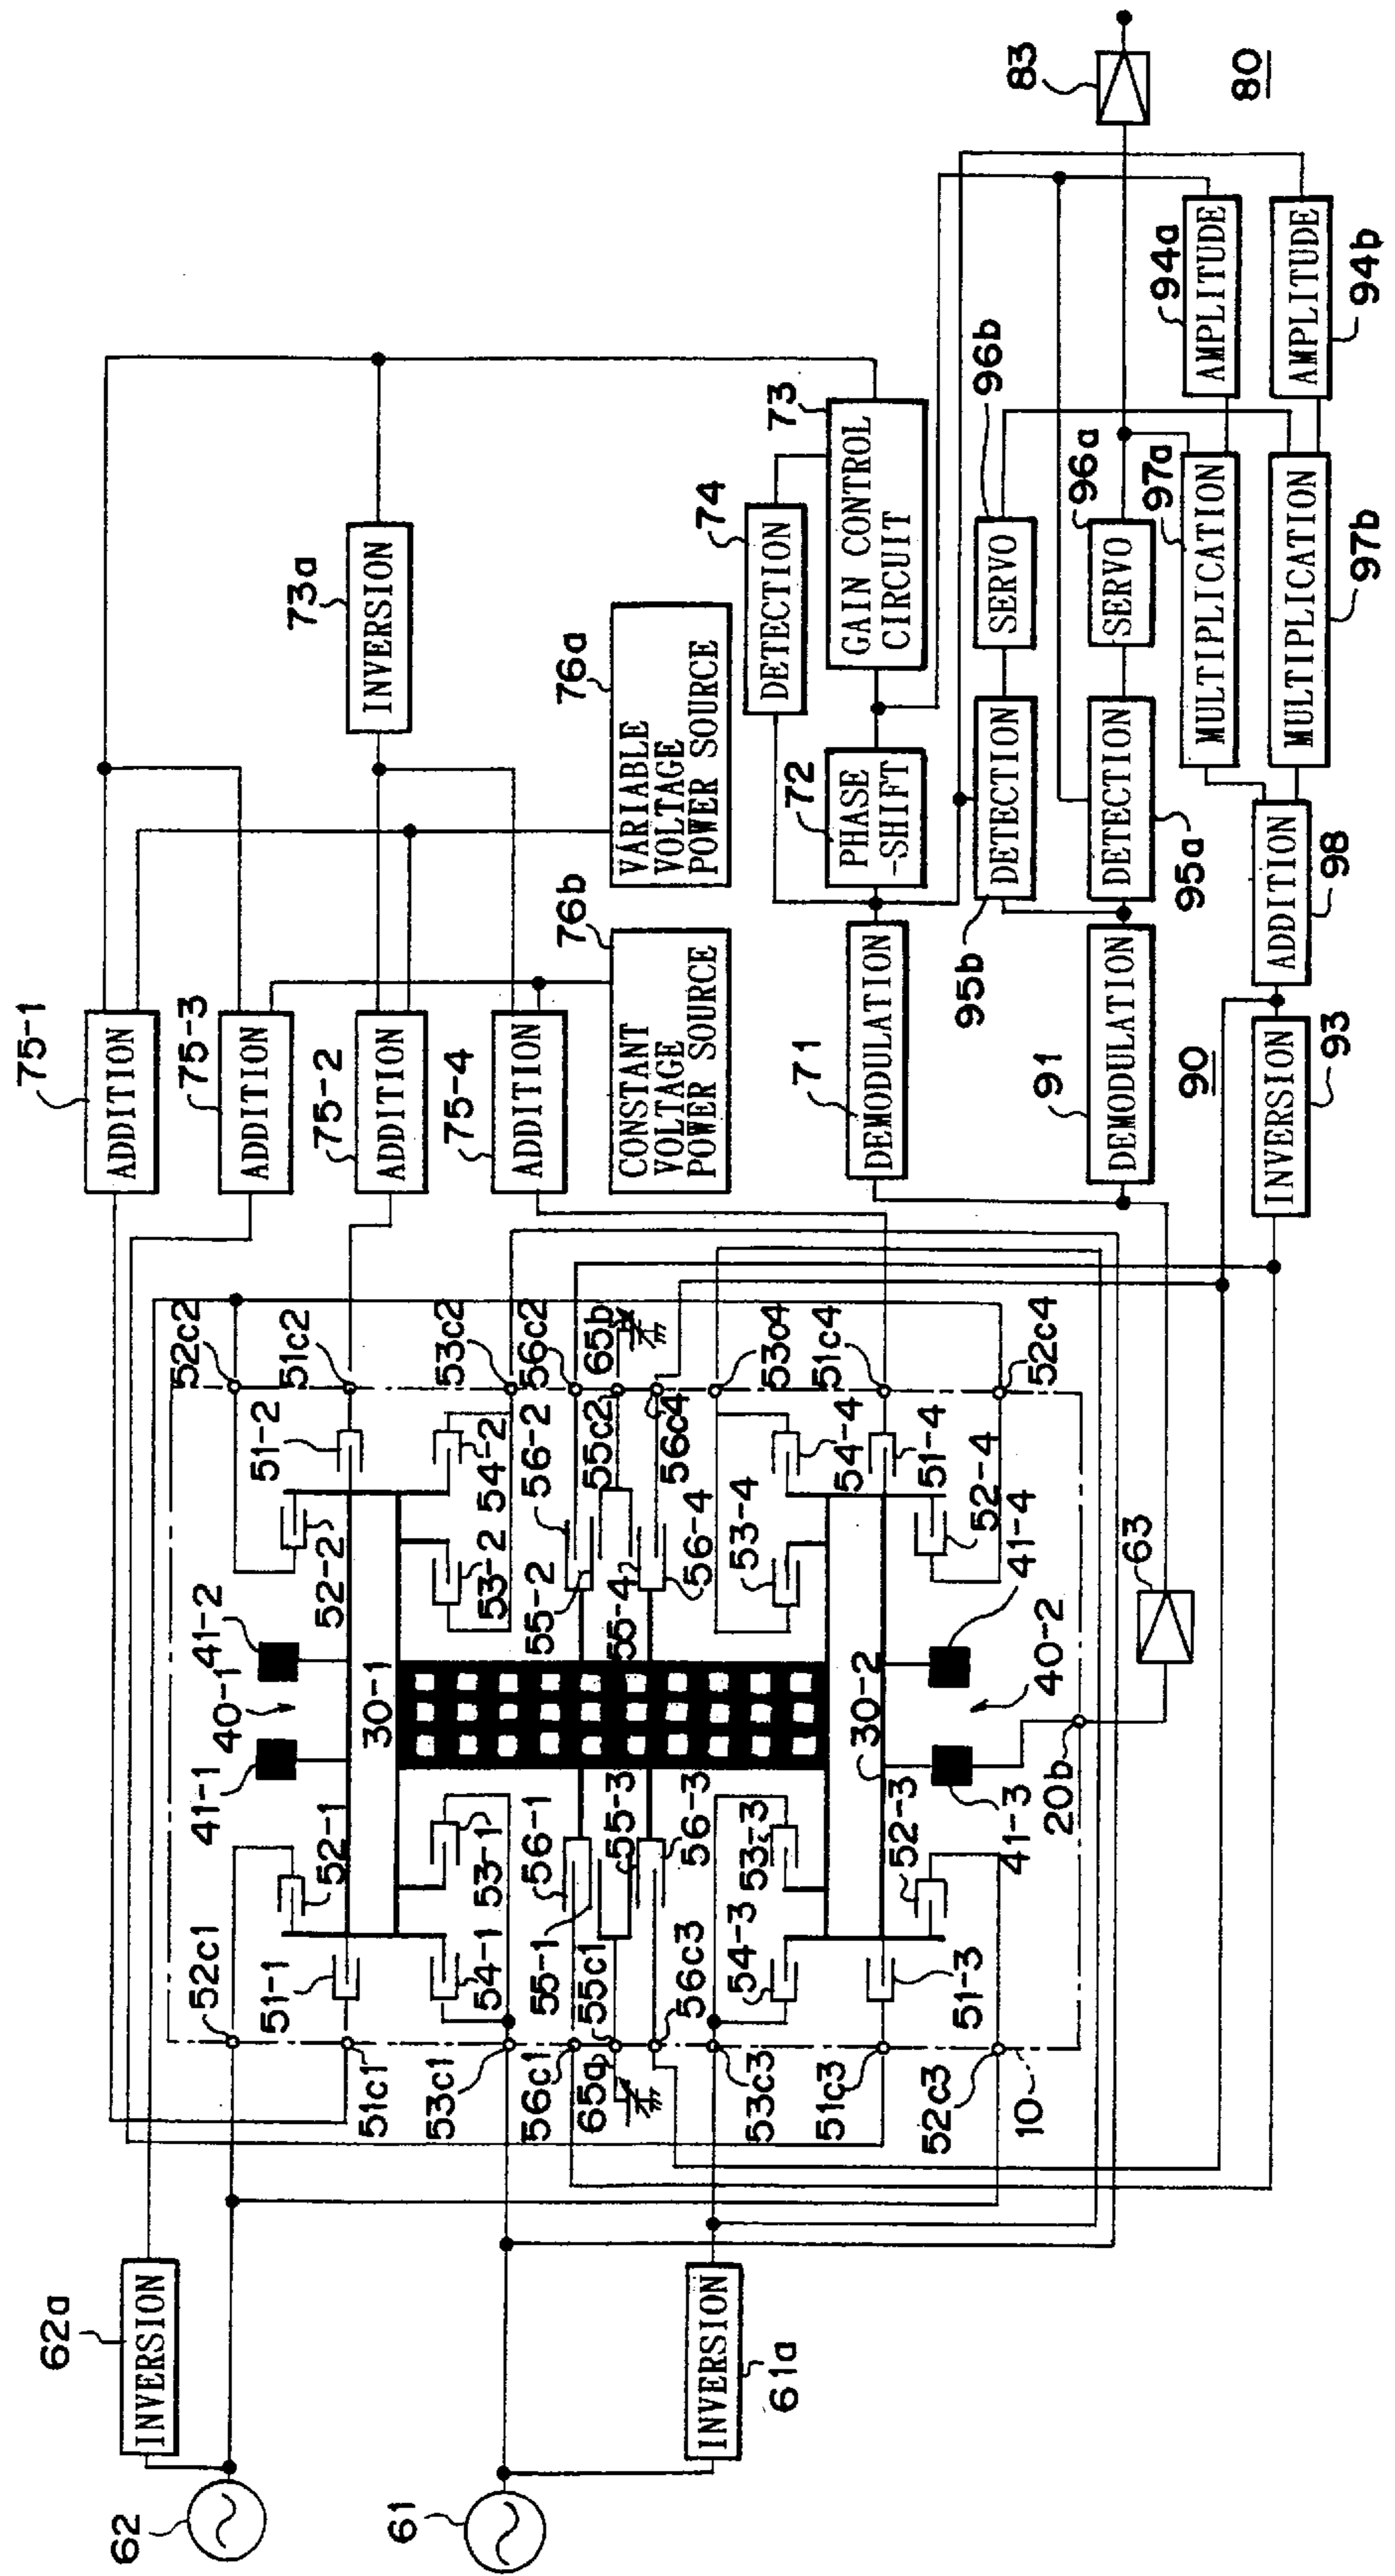 62
62a
INVERSION
61
61a
INVERSION
52c1
51c1
53c1
56c1
65a
55c1
56c3
53c3
51c3
52c3
10
51-1
52-1
54-1
53-1
55-1
56-1
55-3
56-3
54-3
53-3
51-3
52-3
41-1
40-1
41-2
30-1
30-2
41-3
20b
40-2
41-4
63
52-2
51-2
53-2
54-2
55-2
56-2
55-4
56-4
53-4
54-4
51-4
52-4
52c2
51c2
53c2
56c2
55c2
65b
56c4
53c4
51c4
52c4
75-1
ADDITION
75-3
ADDITION
75-2
ADDITION
75-4
ADDITION
76b
CONSTANT
VOLTAGE
POWER SOURCE
76a
VARIABLE
VOLTAGE
POWER SOURCE
73a
INVERSION
71
DEMODULATION
72
PHASE
-SHIFT
74
DETECTION
73
GAIN CONTROL
CIRCUIT
91
DEMODULATION
95b
DETECTION
96b
SERVO
95a
DETECTION
96a
SERVO
90
93
INVERSION
98
ADDITION
97a
MULTIPLICATION
97b
MULTIPLICATION
94a
AMPLITUDE
94b
AMPLITUDE
83
80